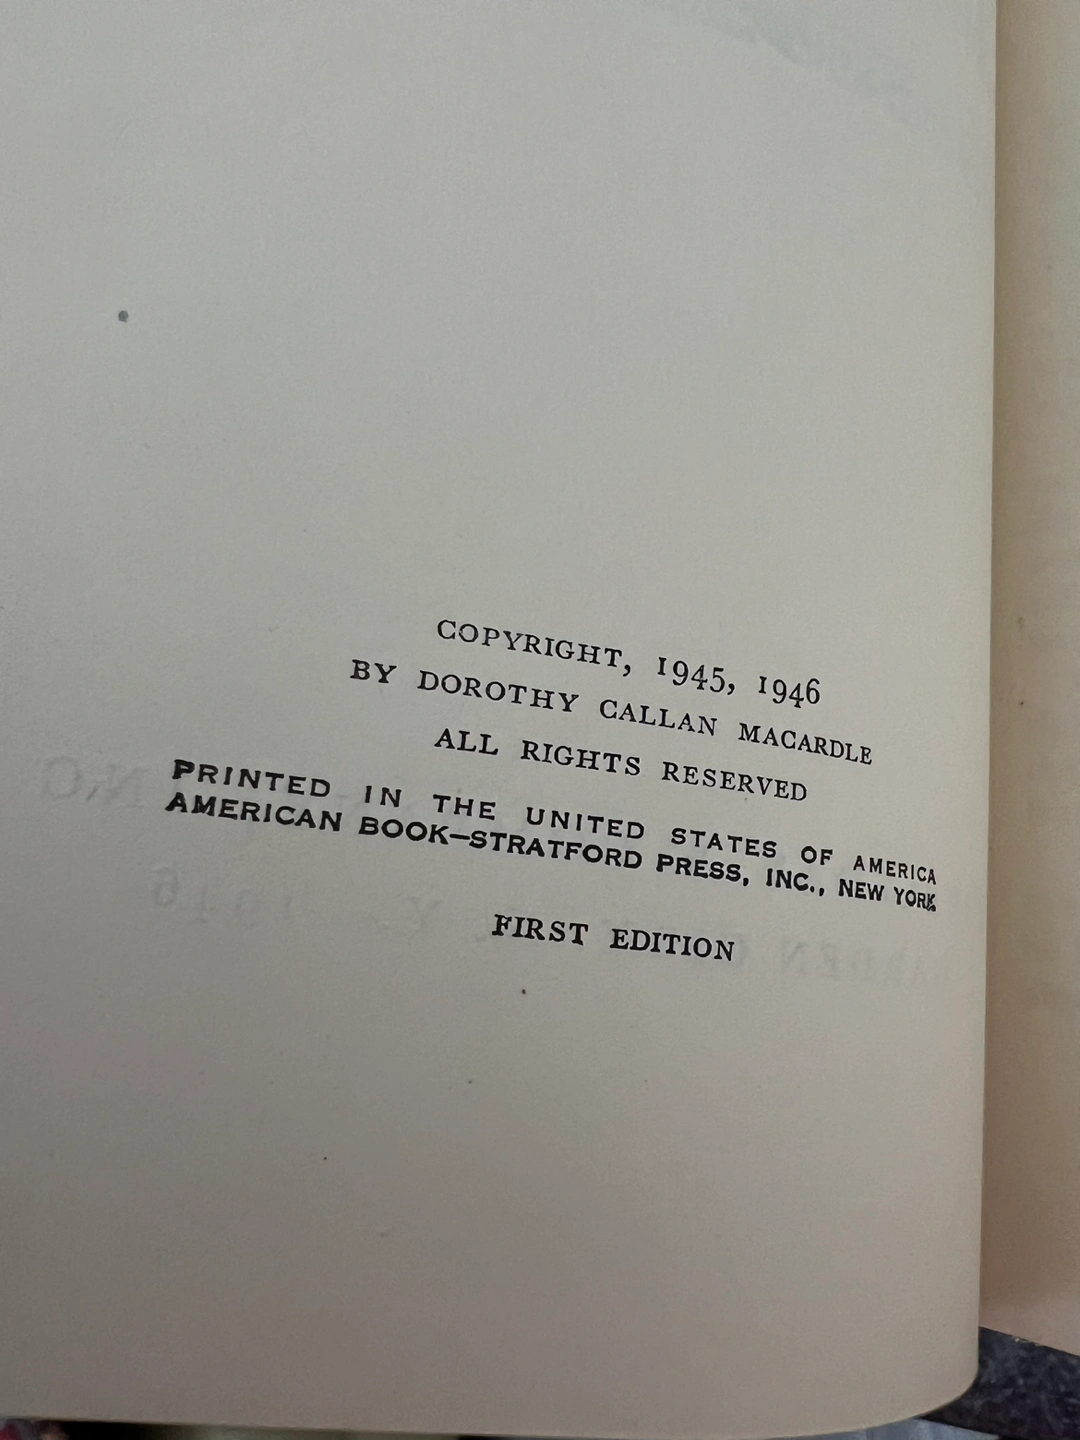 COPYRIGHT, 1945, 1946
BY DOROTHY CALLAN MACARDLE
ALL RIGHTS RESERVED
PRINTED IN THE UNITED STATES OF AMERICA
AMERICAN BOOK—STRATFORD PRESS, INC., NEW YORK
FIRST EDITION